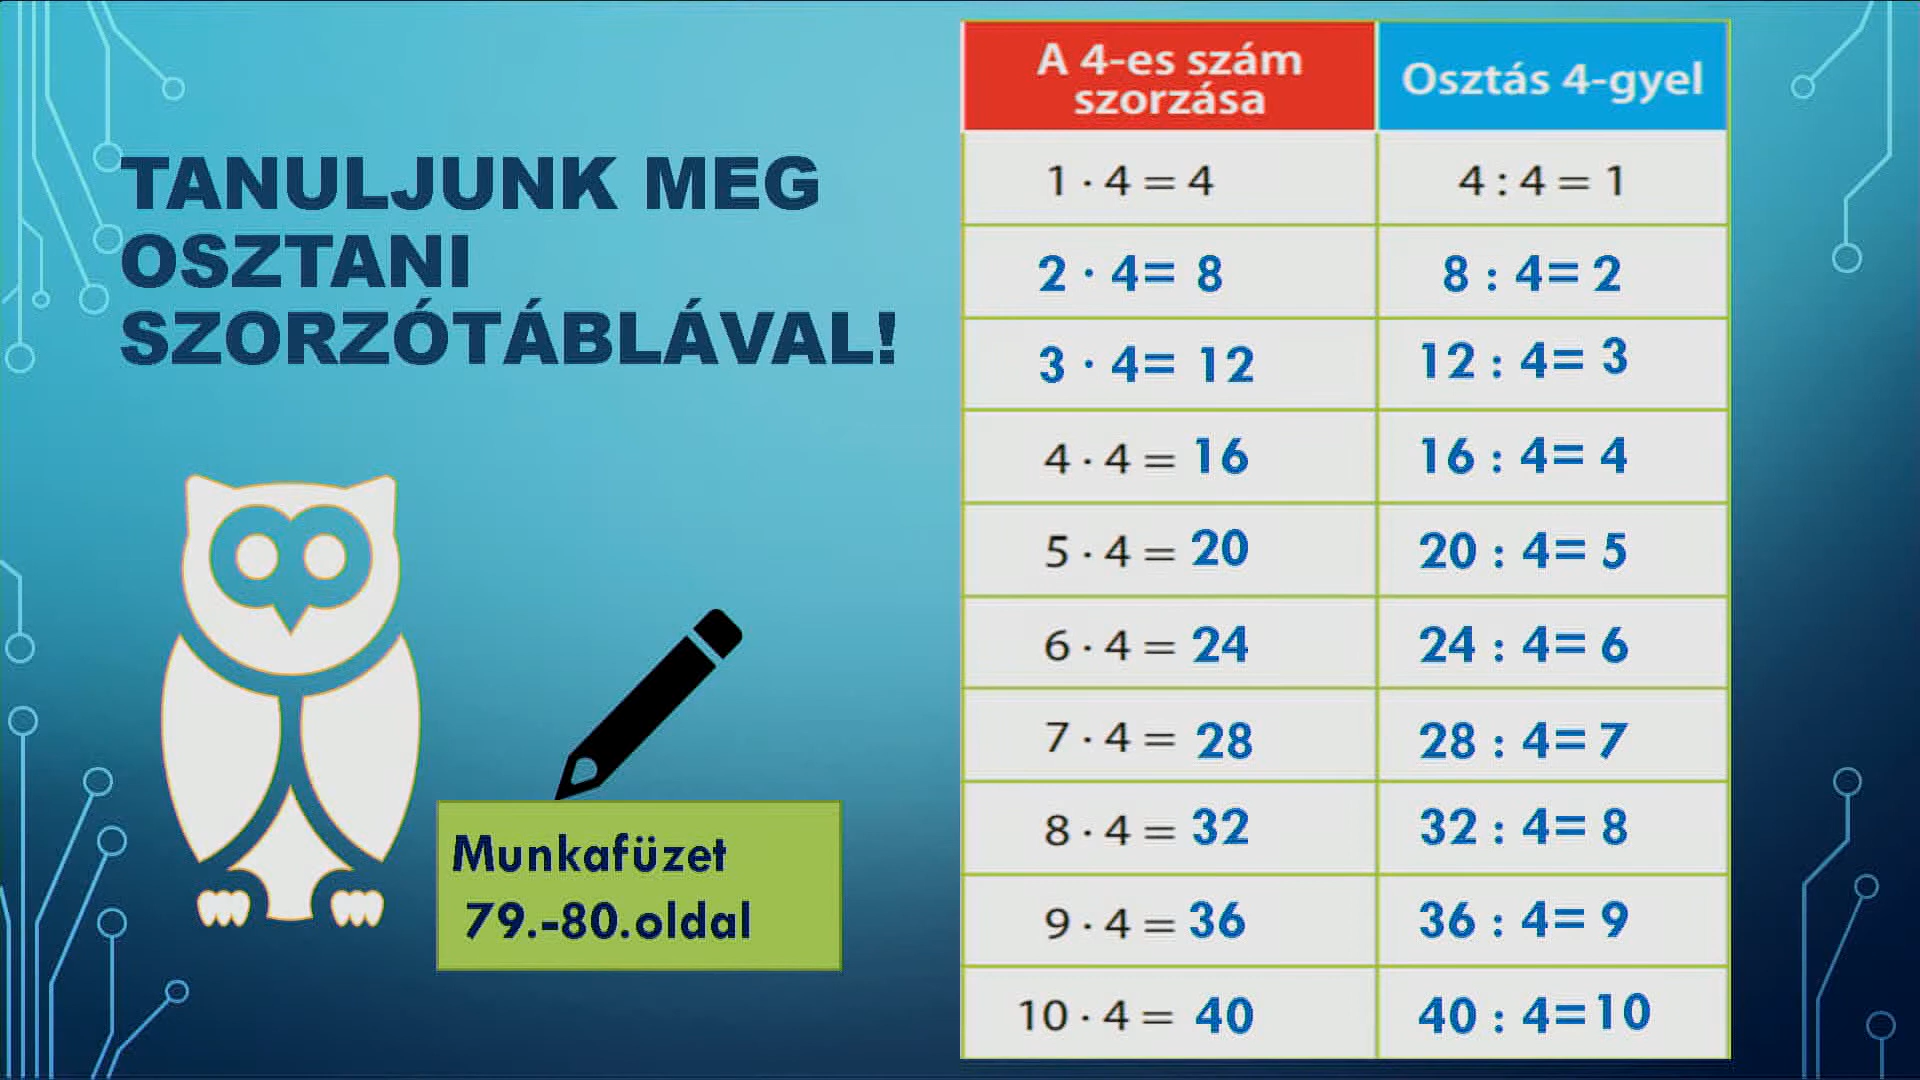 TANULJUNK MEG
OSZTANI
SZORZÓTÁBLÁVAL!
Munkafüzet
79.-80.oldal
A 4-es szám
szorzása
Osztás 4-gyel
1 · 4 = 4
4 : 4 = 1
2 · 4= 8
8 : 4= 2
3 · 4= 12
12 : 4= 3
4 · 4 = 16
16 : 4= 4
5 · 4 = 20
20 : 4= 5
6 · 4 = 24
24 : 4= 6
7 · 4 = 28
28 : 4= 7
8 · 4 = 32
32 : 4= 8
9 · 4 = 36
36 : 4= 9
10 · 4 = 40
40 : 4=10